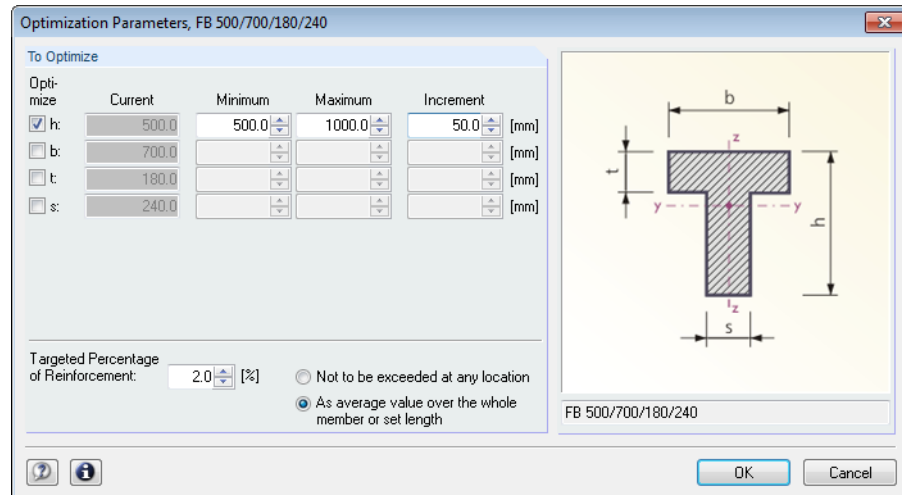 Optimization Parameters, FB 500/700/180/240
To Optimize
Opti-
mize Current Minimum Maximum Increment
h: 500.0 500.0 1000.0 50.0 [mm]
b: 700.0 [mm]
t: 180.0 [mm]
s: 240.0 [mm]
Targeted Percentage
of Reinforcement: 2.0 [%]
Not to be exceeded at any location
As average value over the whole
member or set length
b
z
t
y y
h
z
s
FB 500/700/180/240
OK Cancel